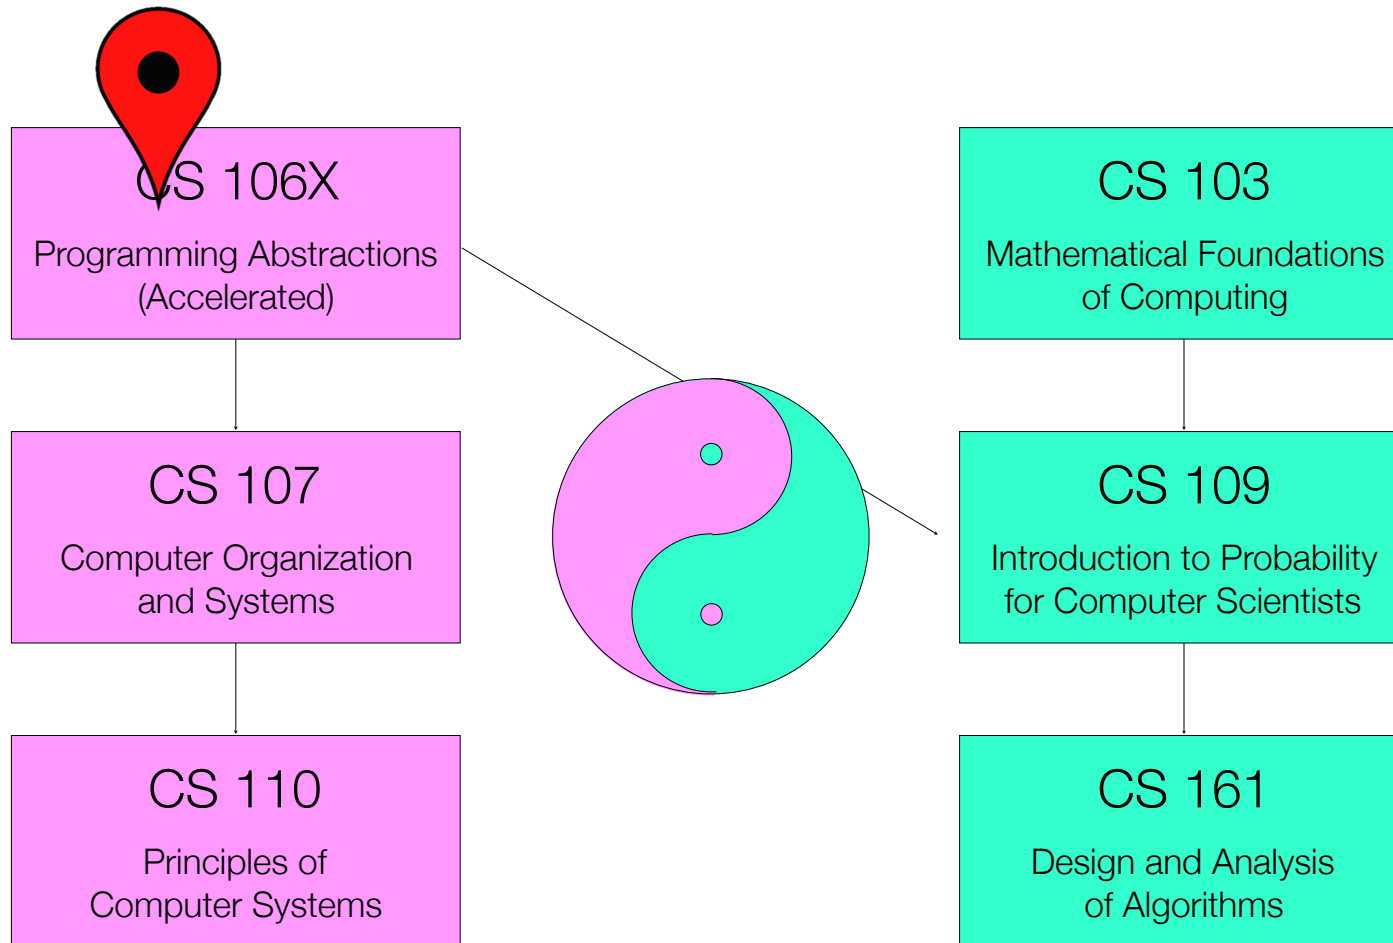 CS 106X
Programming Abstractions
(Accelerated)
CS 103
Mathematical Foundations
of Computing
CS 107
Computer Organization
and Systems
CS 109
Introduction to Probability
for Computer Scientists
CS 110
Principles of
Computer Systems
CS 161
Design and Analysis
of Algorithms